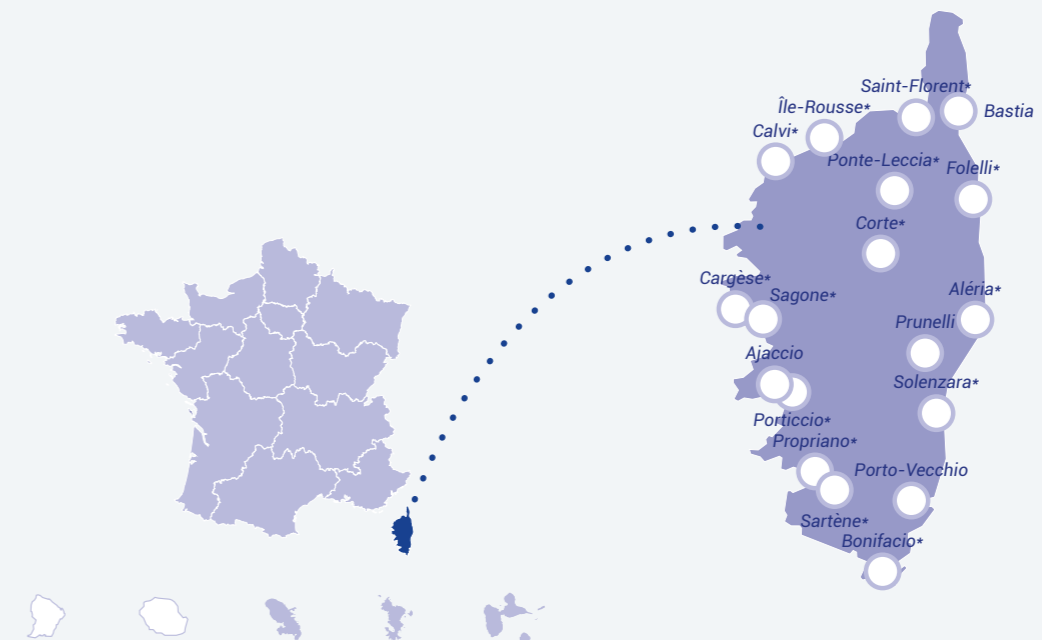 Saint-Florent*
Bastia
Île-Rousse*
Calvi*
Ponte-Leccia*
Folelli*
Corte*
Cargèse*
Sagone*
Aléria*
Prunelli
Ajaccio
Solenzara*
Porticcio*
Propriano*
Porto-Vecchio
Sartène*
Bonifacio*